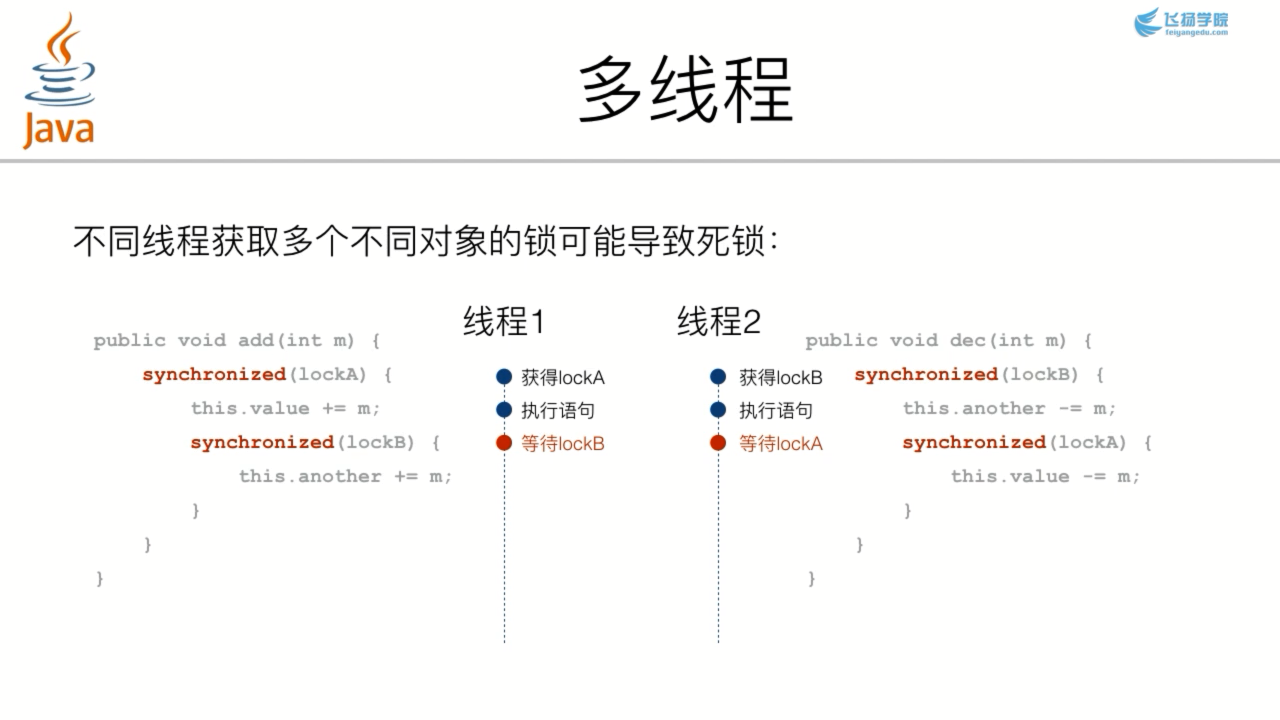 Java
飞扬学院
feiyangedu.com
多线程
不同线程获取多个不同对象的锁可能导致死锁：
public void add(int m) {
    synchronized(lockA) {
        this.value += m;
        synchronized(lockB) {
            this.another += m;
        }
    }
}
线程1
获得lockA
执行语句
等待lockB
线程2
获得lockB
执行语句
等待lockA
public void dec(int m) {
    synchronized(lockB) {
        this.another -= m;
        synchronized(lockA) {
            this.value -= m;
        }
    }
}